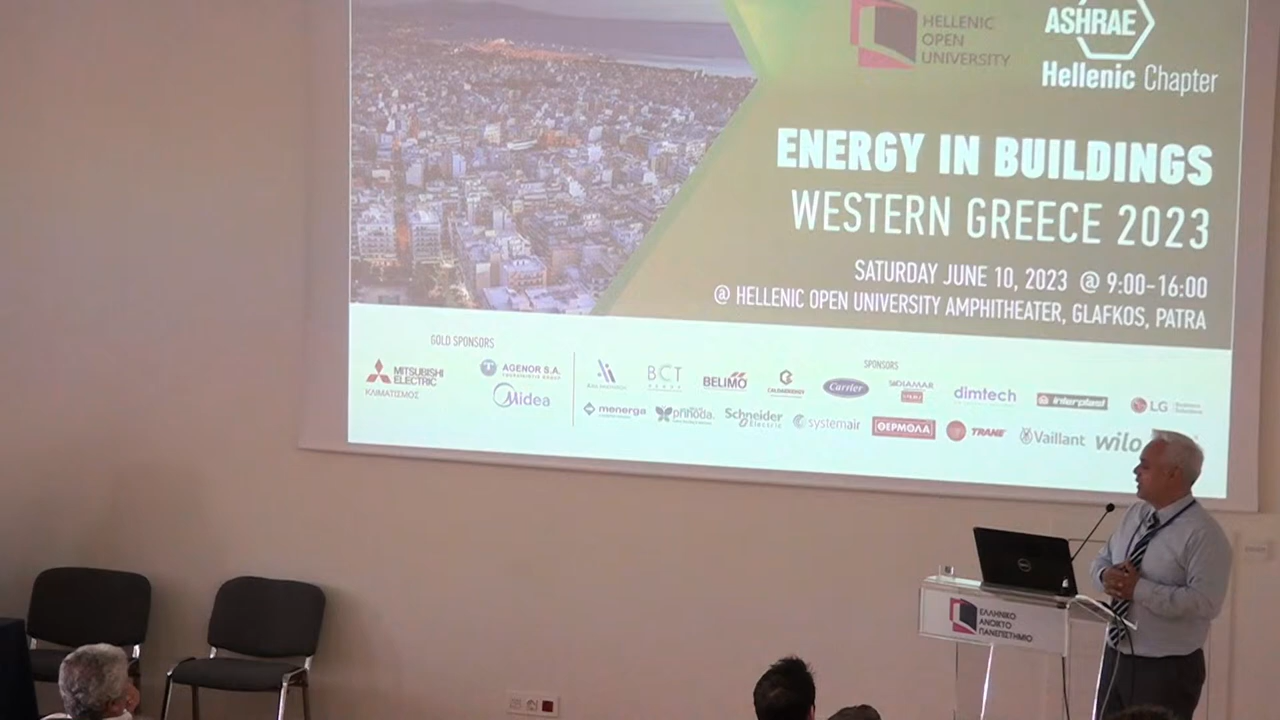 HELLENIC
OPEN
UNIVERSITY
ASHRAE
Hellenic Chapter
ENERGY IN BUILDINGS
WESTERN GREECE 2023
SATURDAY JUNE 10, 2023 @ 9:00-16:00
@ HELLENIC OPEN UNIVERSITY AMPHITHEATER, GLAFKOS, PATRA
GOLD SPONSORS
MITSUBISHI
ELECTRIC
ΚΛΙΜΑΤΙΣΜΟΣ
AGENOR S.A.
Midea
SPONSORS
BCT
BELIMO
Carrier
dimtech
interplast
LG
menerga
prihoda
Schneider
Electric
systemair
ΘΕΡΜΟΛΑ
TRANE
Vaillant
wilo
DELL
ΕΛΛΗΝΙΚΟ
ΑΝΟΙΚΤΟ
ΠΑΝΕΠΙΣΤΗΜΙΟ